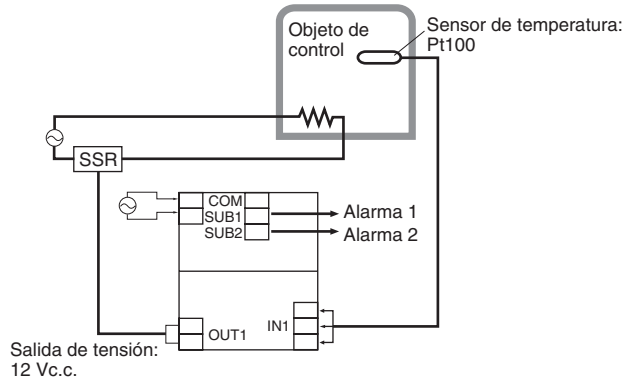 Objeto de
control
Sensor de temperatura:
Pt100
SSR
COM
SUB1
SUB2
Alarma 1
Alarma 2
OUT1
IN1
Salida de tensión:
12 Vc.c.